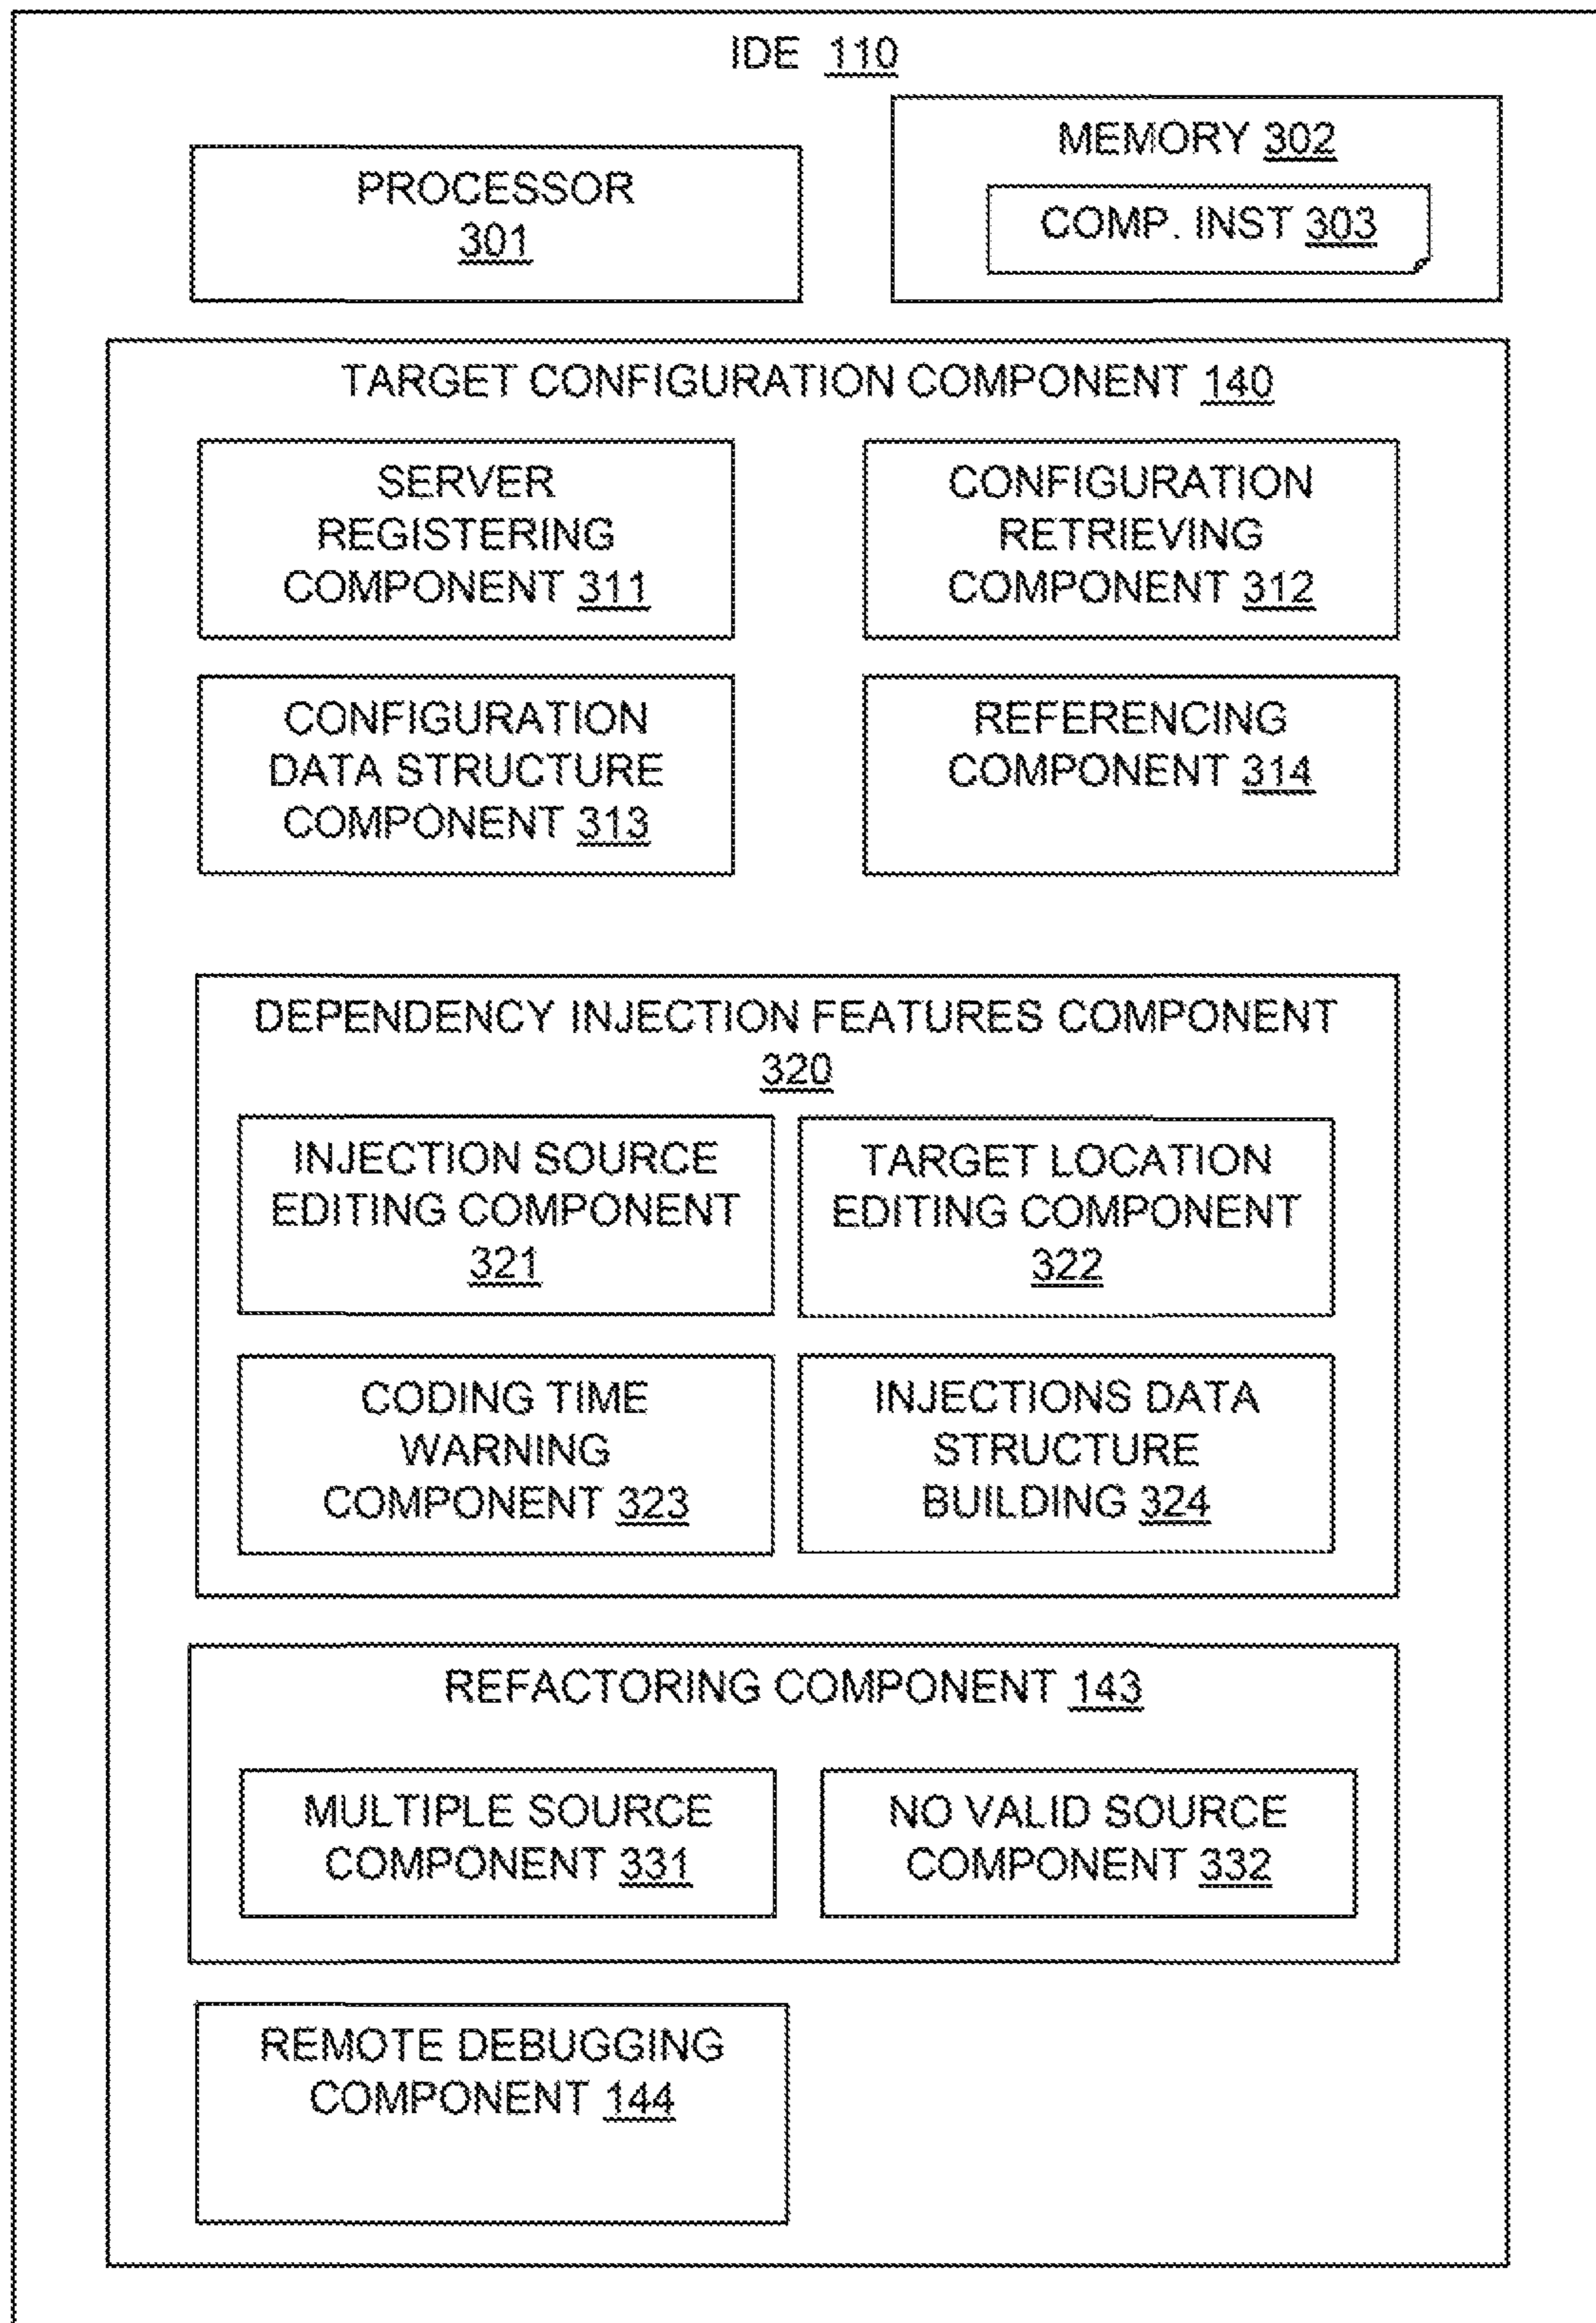 IDE 110
PROCESSOR
301
MEMORY 302
COMP. INST 303
TARGET CONFIGURATION COMPONENT 140
SERVER
REGISTERING
COMPONENT 311
CONFIGURATION
RETRIEVING
COMPONENT 312
CONFIGURATION
DATA STRUCTURE
COMPONENT 313
REFERENCING
COMPONENT 314
DEPENDENCY INJECTION FEATURES COMPONENT
320
INJECTION SOURCE
EDITING COMPONENT
321
TARGET LOCATION
EDITING COMPONENT
322
CODING TIME
WARNING
COMPONENT 323
INJECTIONS DATA
STRUCTURE
BUILDING 324
REFACTORING COMPONENT 143
MULTIPLE SOURCE
COMPONENT 331
NO VALID SOURCE
COMPONENT 332
REMOTE DEBUGGING
COMPONENT 144